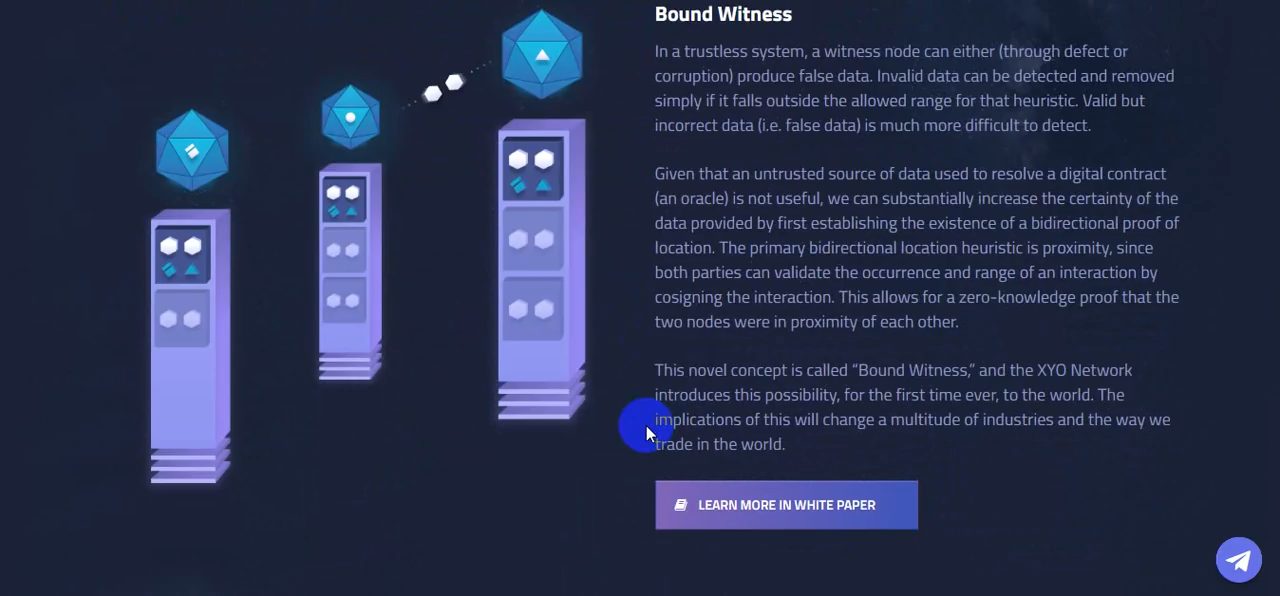 Bound Witness
In a trustless system, a witness node can either (through defect or
corruption) produce false data. Invalid data can be detected and removed
simply if it falls outside the allowed range for that heuristic. Valid but
incorrect data (i.e. false data) is much more difficult to detect.
Given that an untrusted source of data used to resolve a digital contract
(an oracle) is not useful, we can substantially increase the certainty of the
data provided by first establishing the existence of a bidirectional proof of
location. The primary bidirectional location heuristic is proximity, since
both parties can validate the occurrence and range of an interaction by
cosigning the interaction. This allows for a zero-knowledge proof that the
two nodes were in proximity of each other.
This novel concept is called “Bound Witness,” and the XYO Network
introduces this possibility, for the first time ever, to the world. The
implications of this will change a multitude of industries and the way we
trade in the world.
LEARN MORE IN WHITE PAPER